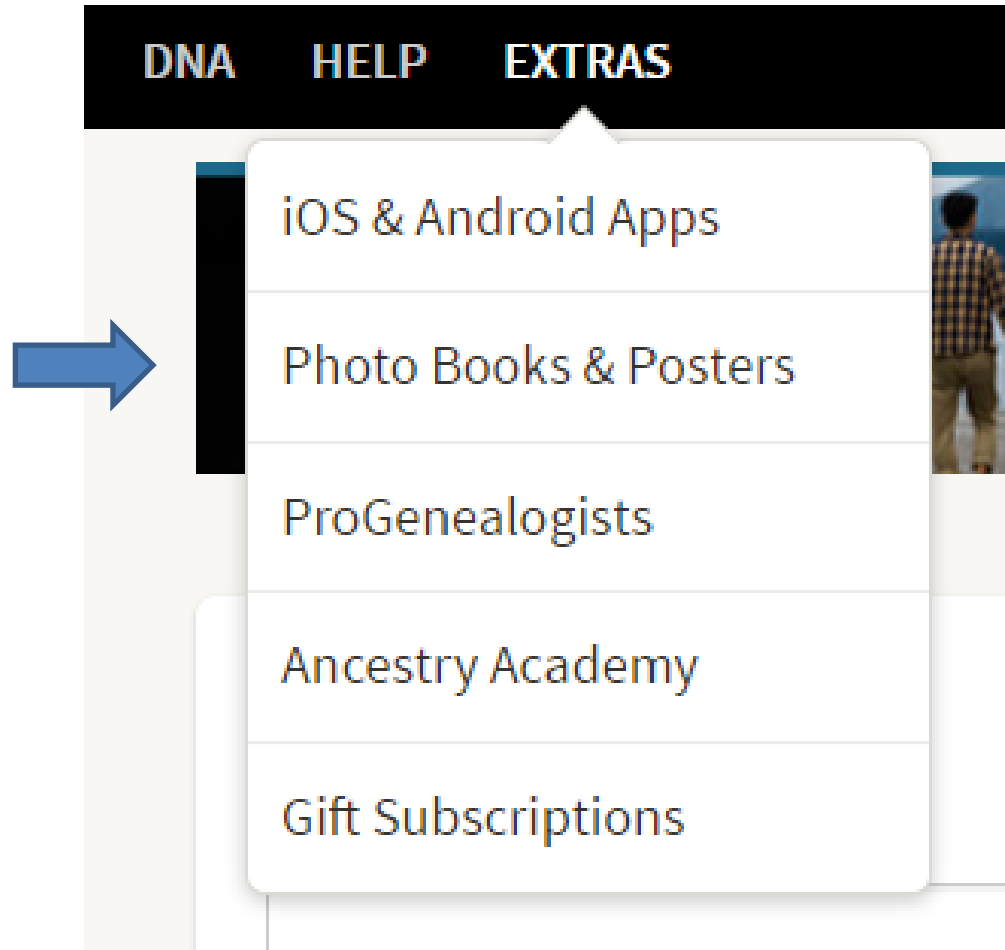 DNA HELP EXTRAS
iOS & Android Apps
Photo Books & Posters
ProGenealogists
Ancestry Academy
Gift Subscriptions